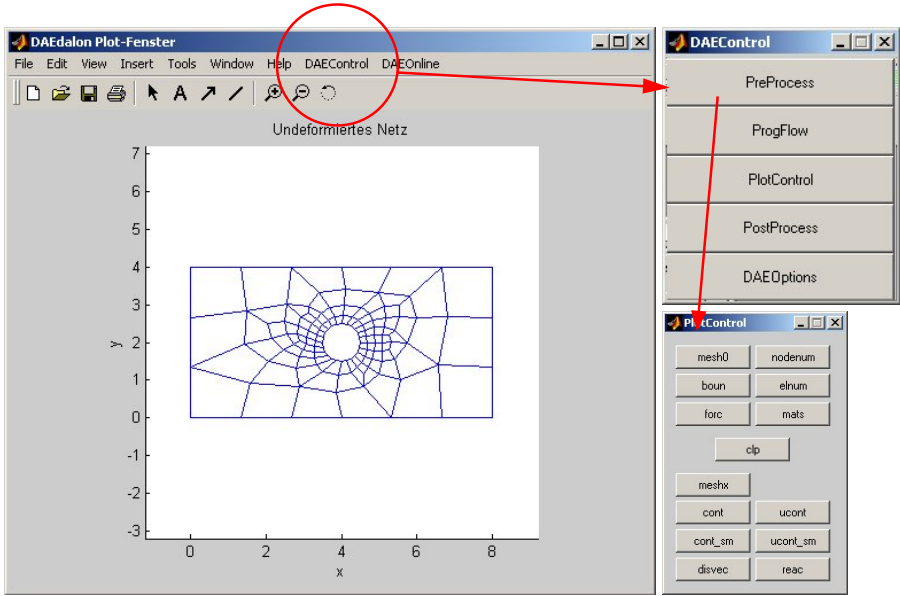 DAEdalon Plot-Fenster
File Edit View Insert Tools Window Help DAEControl DAEOnline
A
Undeformiertes Netz
7
6
5
4
3
2
1
0
-1
-2
-3
y
0 2 4 6 8
x
DAEControl
PreProcess
ProgFlow
PlotControl
PostProcess
DAEOptions
PlotControl
mesh0 nodenum
boun elnum
forc mats
clp
meshx
cont ucont
cont_sm ucont_sm
disvec reac